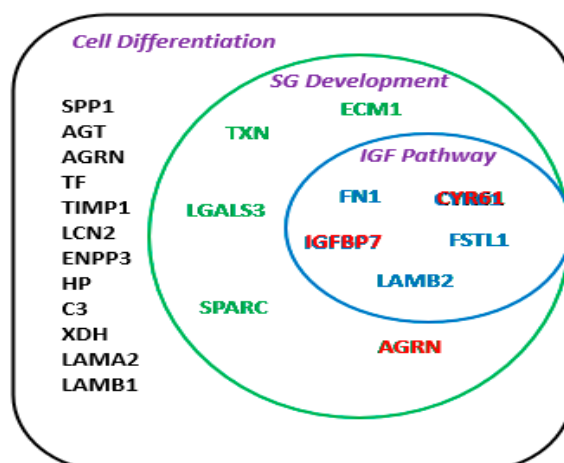 Cell Differentiation
SG Development
ECM1
TXN
IGF Pathway
FN1
CYR61
LGALS3
IGFBP7
FSTL1
LAMB2
SPARC
AGRN
SPP1
AGT
AGRN
TF
TIMP1
LCN2
ENPP3
HP
C3
XDH
LAMA2
LAMB1